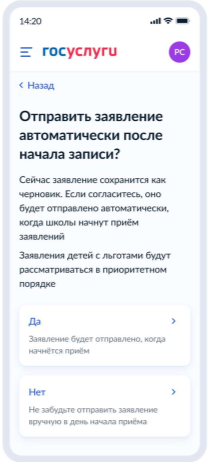 14:20
госуслуги
РС
Назад
Отправить заявление
автоматически после
начала записи?
Сейчас заявление сохранится как
черновик. Если согласитесь, оно
будет отправлено автоматически,
когда школы начнут приём
заявлений
Заявления детей с льготами будут
рассматриваться в приоритетном
порядке
Да
Заявление будет отправлено, когда
начнётся приём
Нет
Не забудьте отправить заявление
вручную в день начала приёма